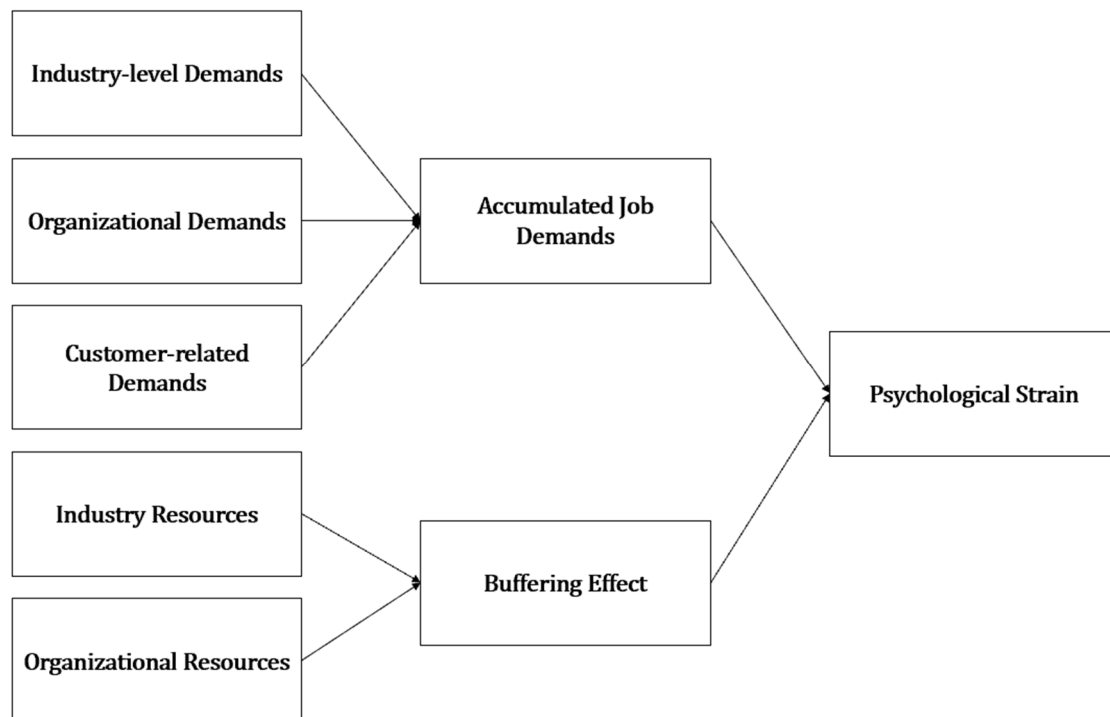 Industry-level Demands
Organizational Demands
Customer-related
Demands
Industry Resources
Organizational Resources
Accumulated Job
Demands
Buffering Effect
Psychological Strain